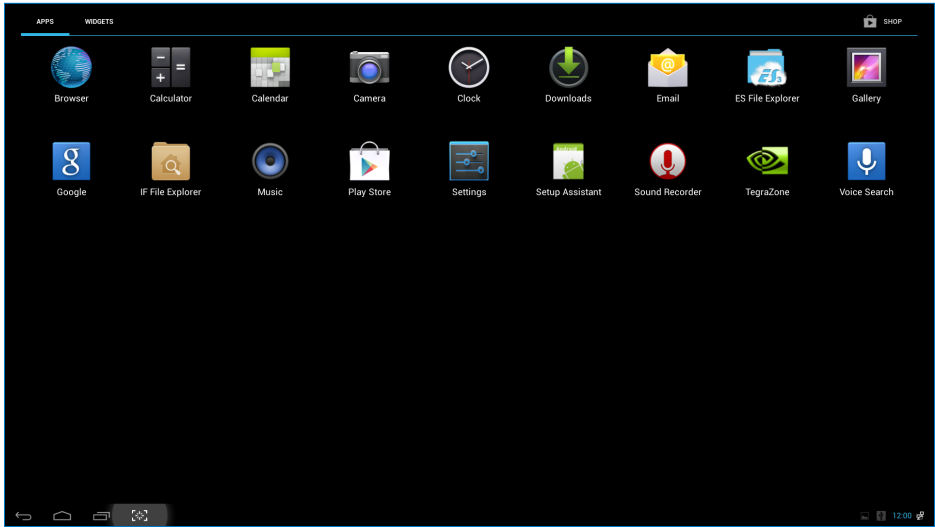 APPS WIDGETS SHOP
Browser Calculator Calendar Camera Clock Downloads Email ES File Explorer Gallery
Google IF File Explorer Music Play Store Settings Setup Assistant Sound Recorder TegraZone Voice Search
12:00